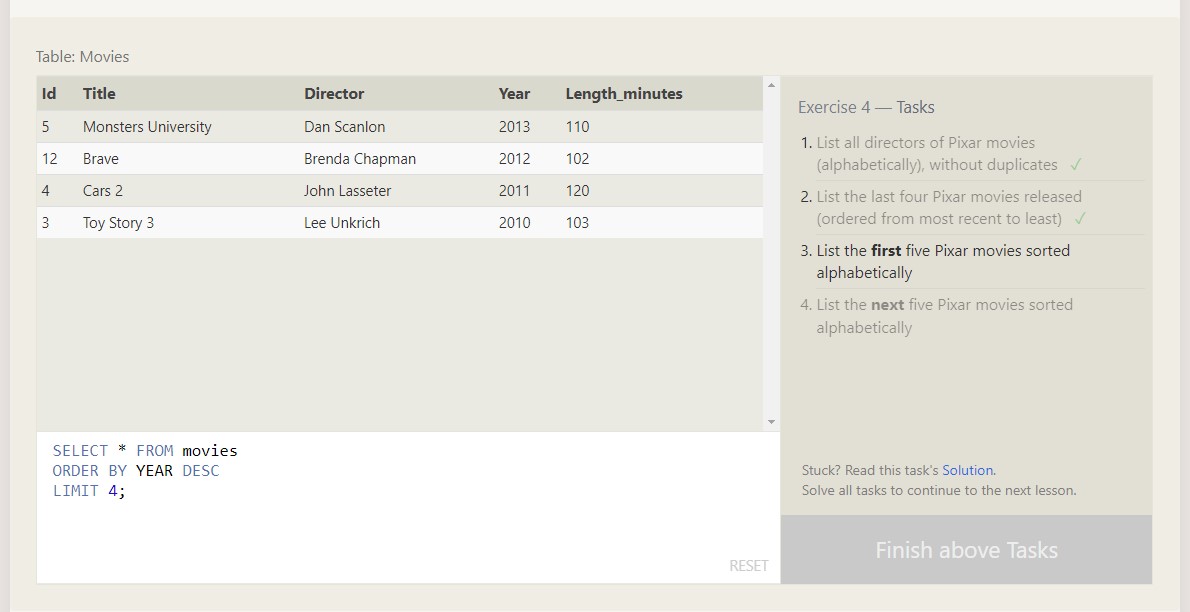 Table: Movies
Id Title Director Year Length_minutes
5 Monsters University Dan Scanlon 2013 110
12 Brave Brenda Chapman 2012 102
4 Cars 2 John Lasseter 2011 120
3 Toy Story 3 Lee Unkrich 2010 103
SELECT * FROM movies
ORDER BY YEAR DESC
LIMIT 4;
RESET
Exercise 4 — Tasks
1. List all directors of Pixar movies
(alphabetically), without duplicates ✓
2. List the last four Pixar movies released
(ordered from most recent to least) ✓
3. List the first five Pixar movies sorted
alphabetically
4. List the next five Pixar movies sorted
alphabetically
Stuck? Read this task's Solution.
Solve all tasks to continue to the next lesson.
Finish above Tasks